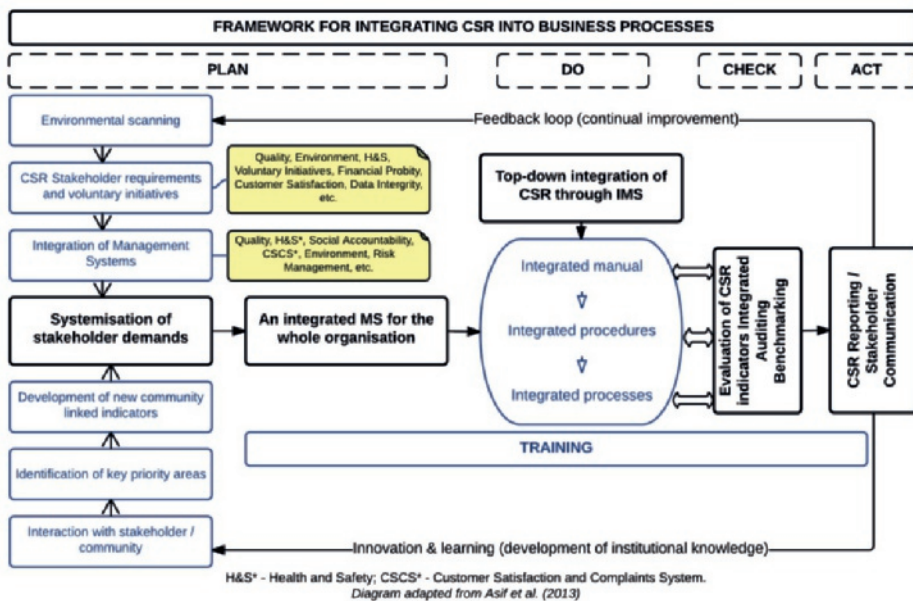 FRAMEWORK FOR INTEGRATING CSR INTO BUSINESS PROCESSES
PLAN
DO
CHECK
ACT
Environmental scanning
Feedback loop (continual improvement)
CSR Stakeholder requirements
and voluntary initiatives
Quality, Environment, H&S,
Voluntary Initiatives, Financial Probity,
Customer Satisfaction, Data Intergrity,
etc.
Top-down integration of
CSR through IMS
Integration of Management
Systems
Quality, H&S*, Social Accountability,
CSCS*, Environment, Risk
Management, etc.
Integrated manual
Systemisation of
stakeholder demands
An integrated MS for the
whole organisation
Integrated procedures
Integrated processes
Evaluation of CSR
indicators Integrated
Auditing
Benchmarking
CSR Reporting /
Stakeholder
Communication
Development of new community
linked indicators
TRAINING
Identification of key priority areas
Interaction with stakeholder /
community
Innovation & learning (development of institutional knowledge)
H&S* - Health and Safety; CSCS* - Customer Satisfaction and Complaints System.
Diagram adapted from Asif et al. (2013)